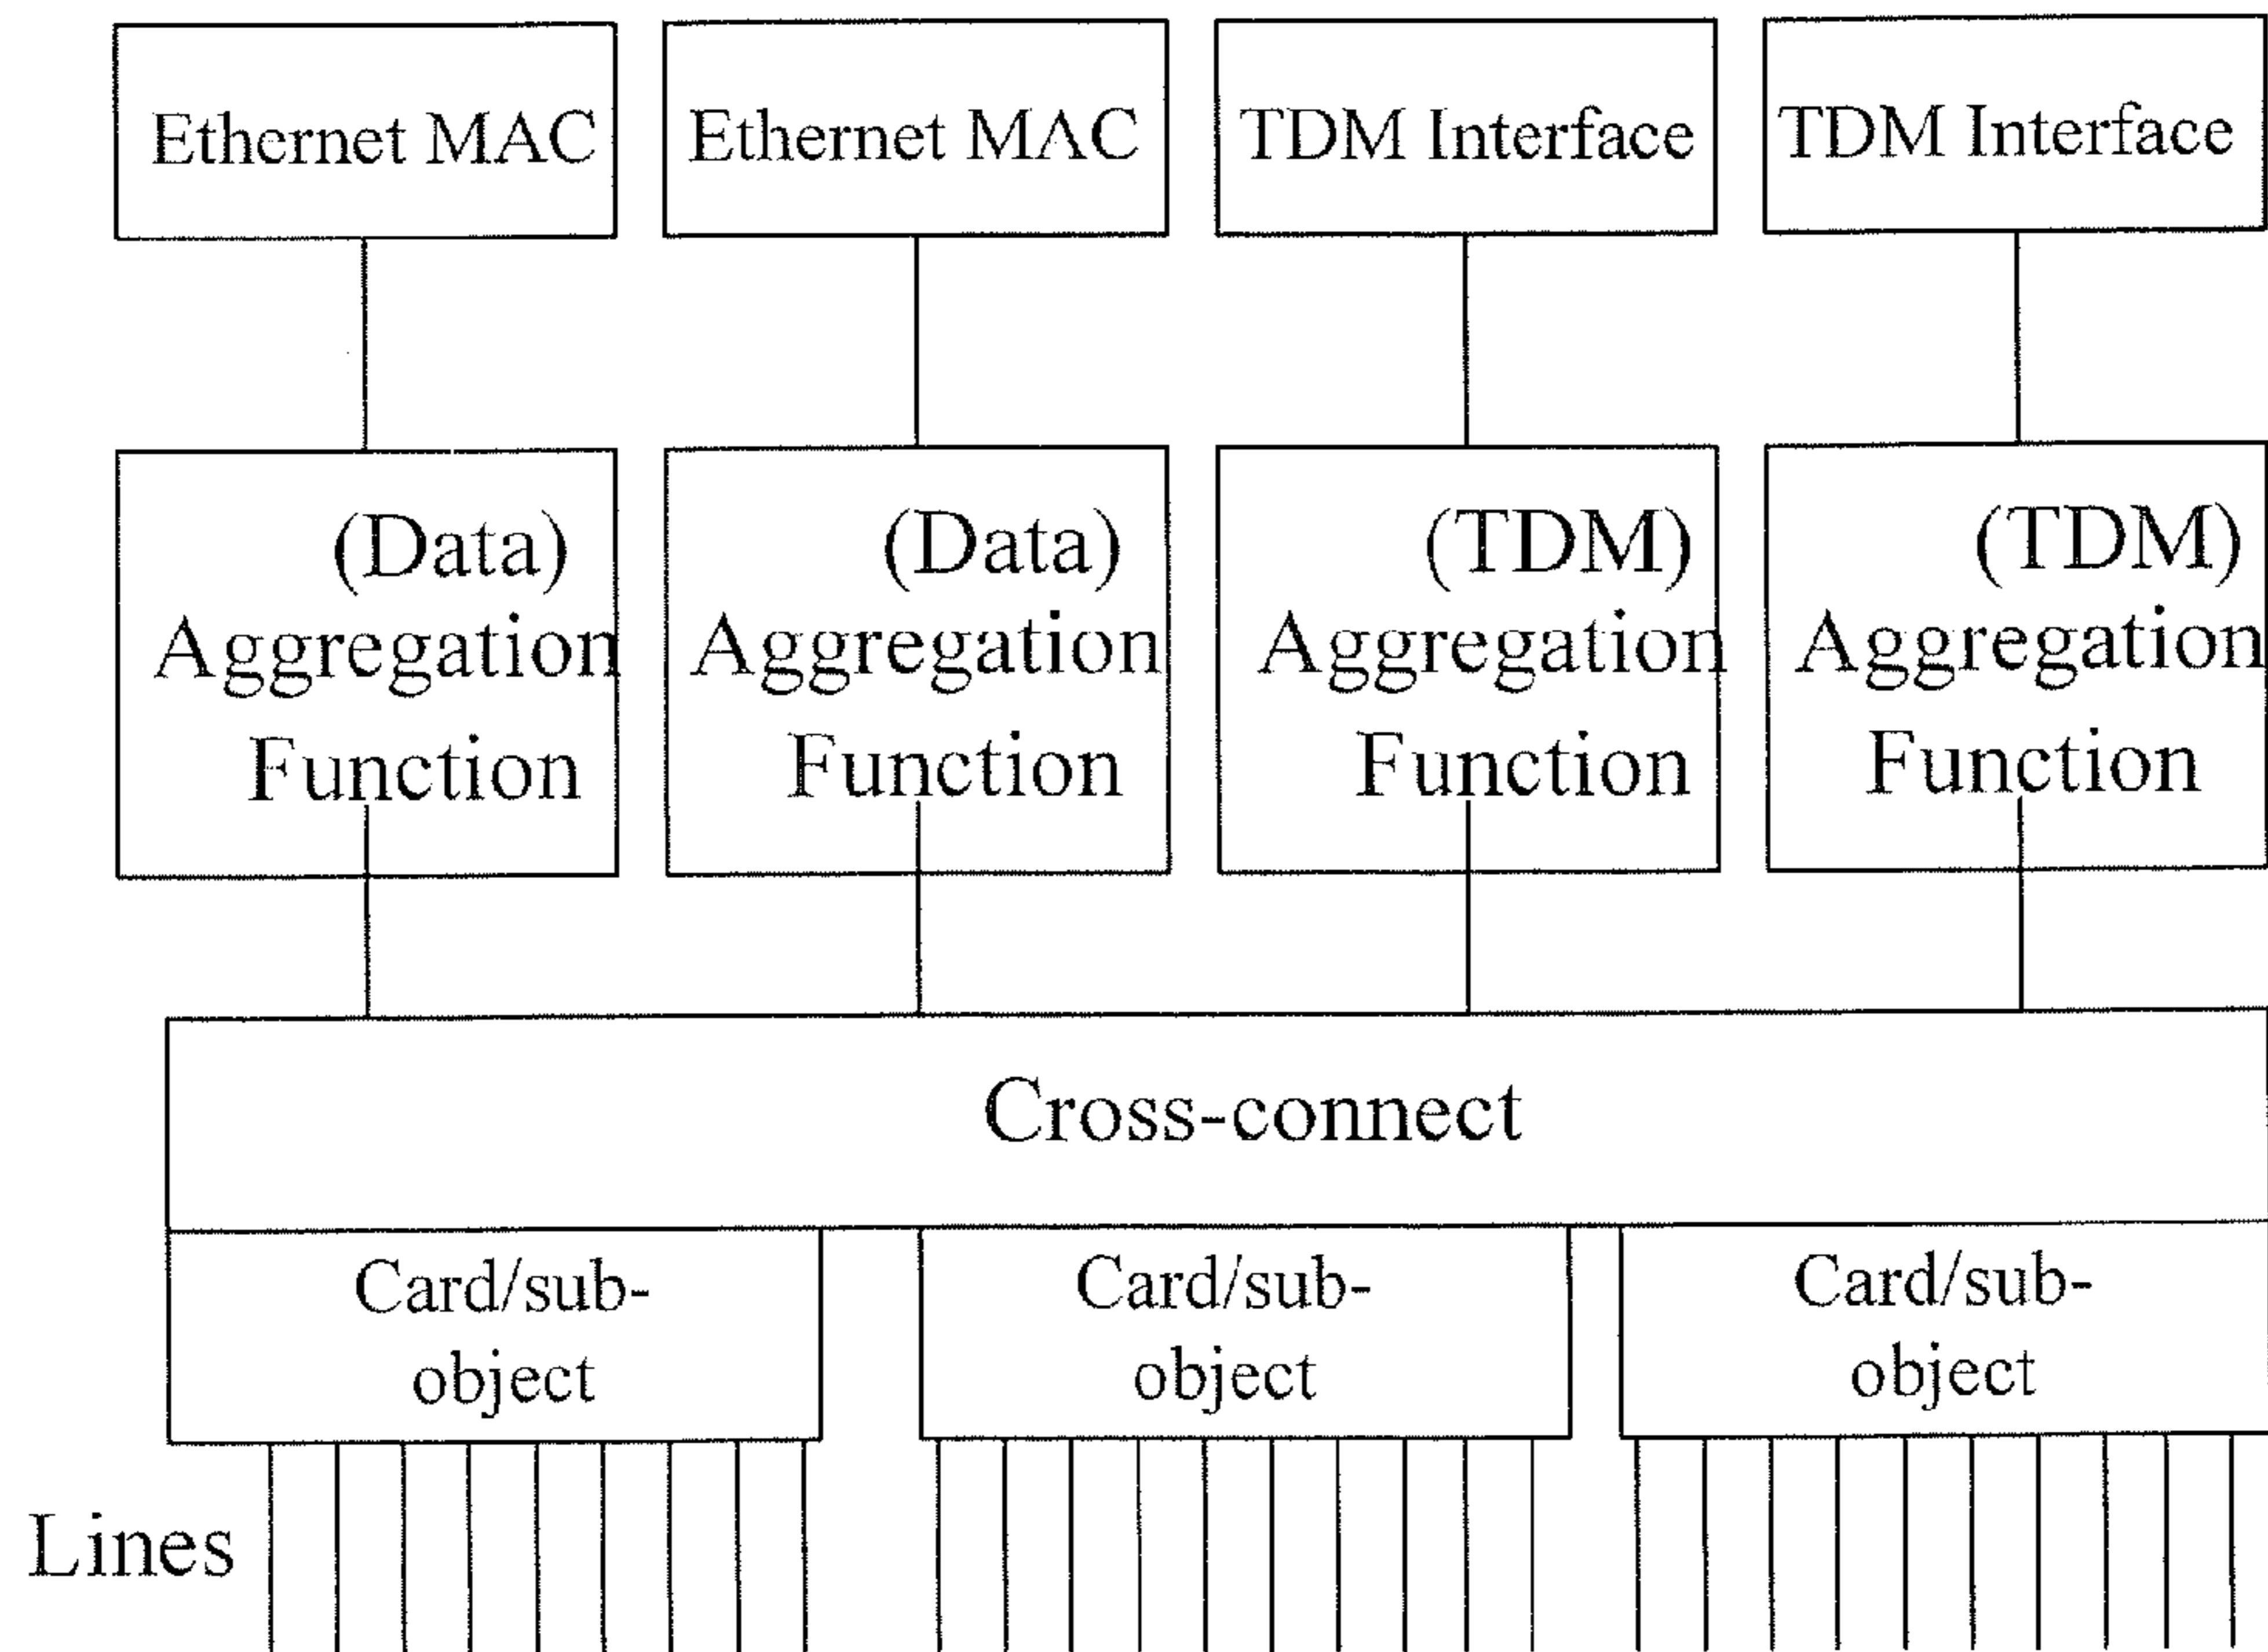 Ethernet MAC
Ethernet MAC
TDM Interface
TDM Interface
(Data)
Aggregation
Function
(Data)
Aggregation
Function
(TDM)
Aggregation
Function
(TDM)
Aggregation
Function
Cross-connect
Card/sub-
object
Card/sub-
object
Card/sub-
object
Lines